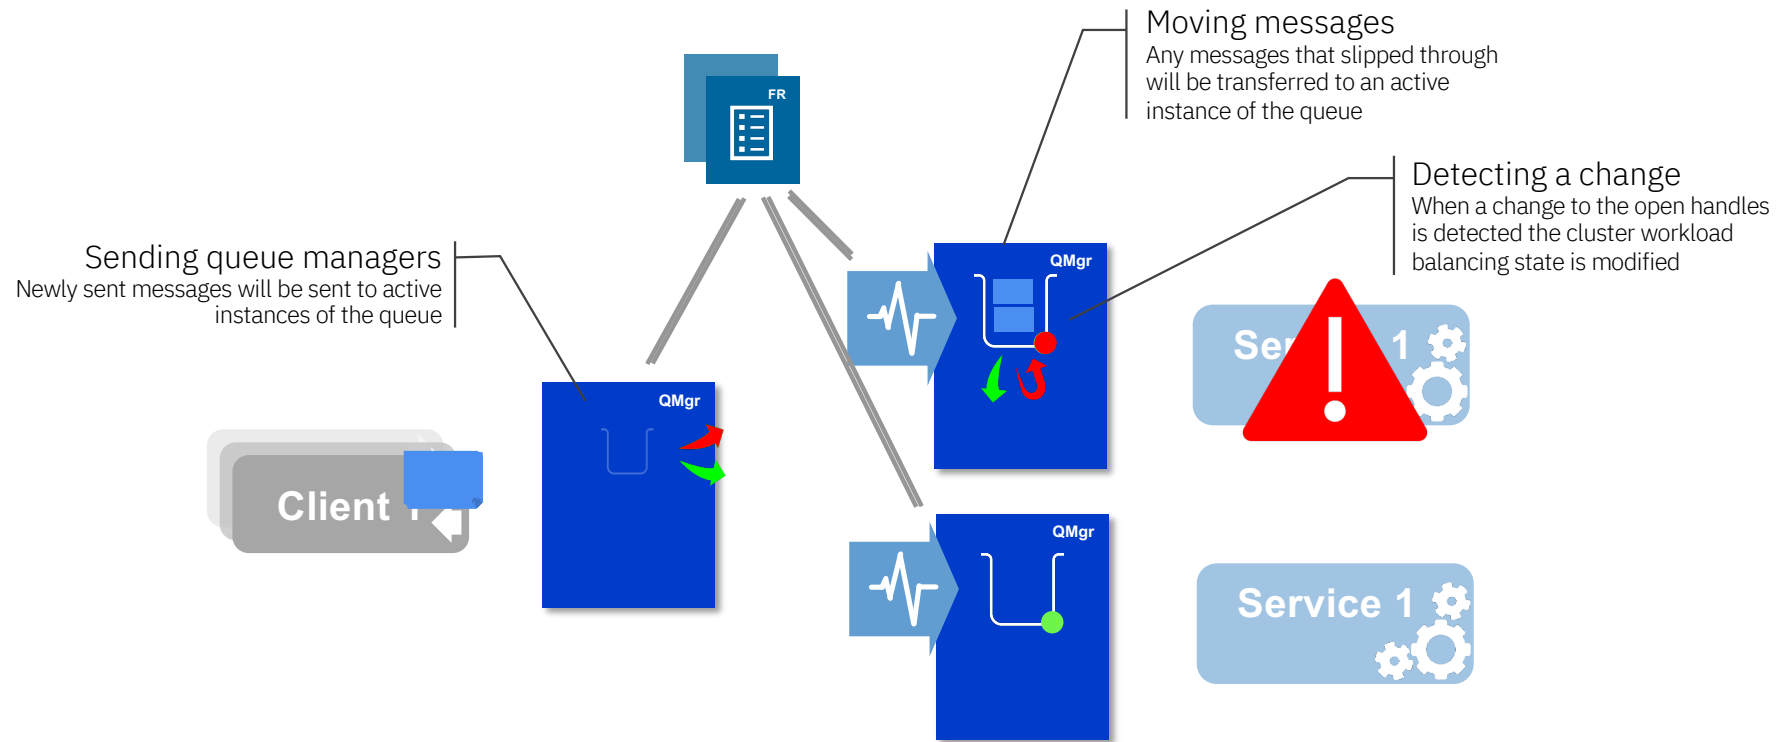 Moving messages
Any messages that slipped through
will be transferred to an active
instance of the queue
FR
Detecting a change
When a change to the open handles
is detected the cluster workload
balancing state is modified
Sending queue managers
Newly sent messages will be sent to active
instances of the queue
QMgr
QMgr
1
Client
QMgr
Service 1